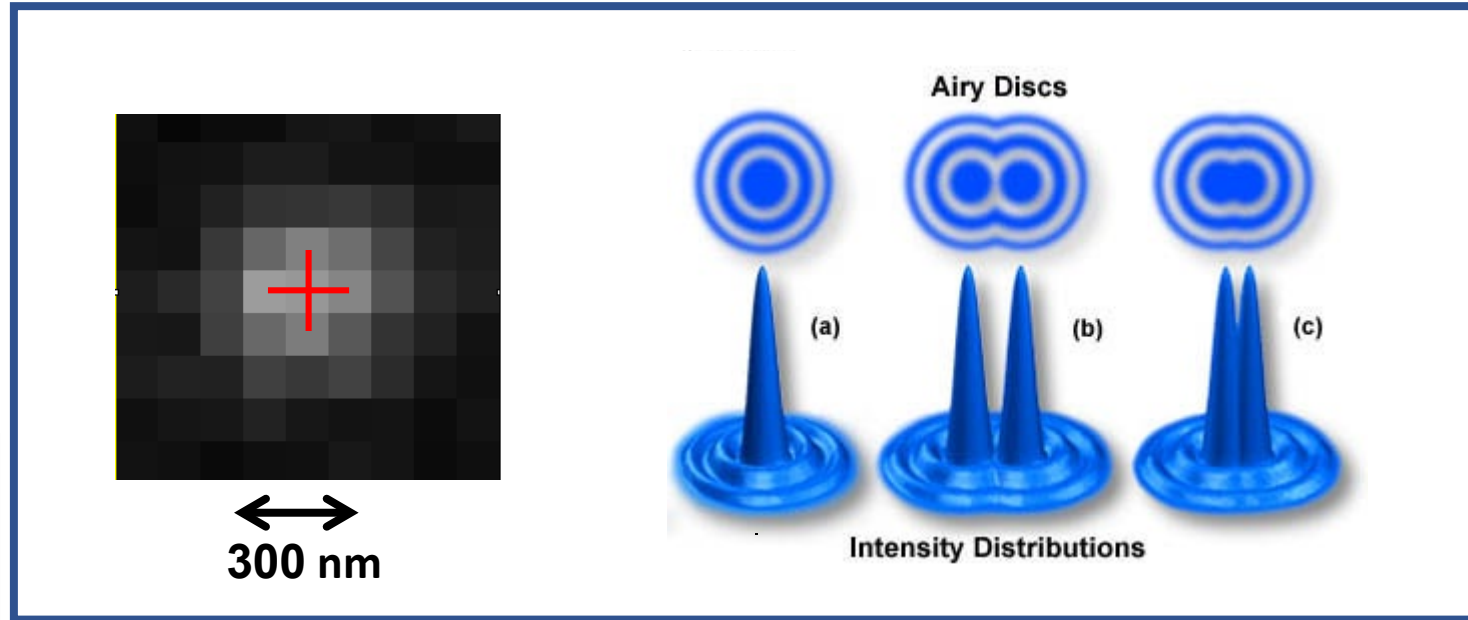 Airy Discs
(a)
(b)
(c)
300 nm
Intensity Distributions